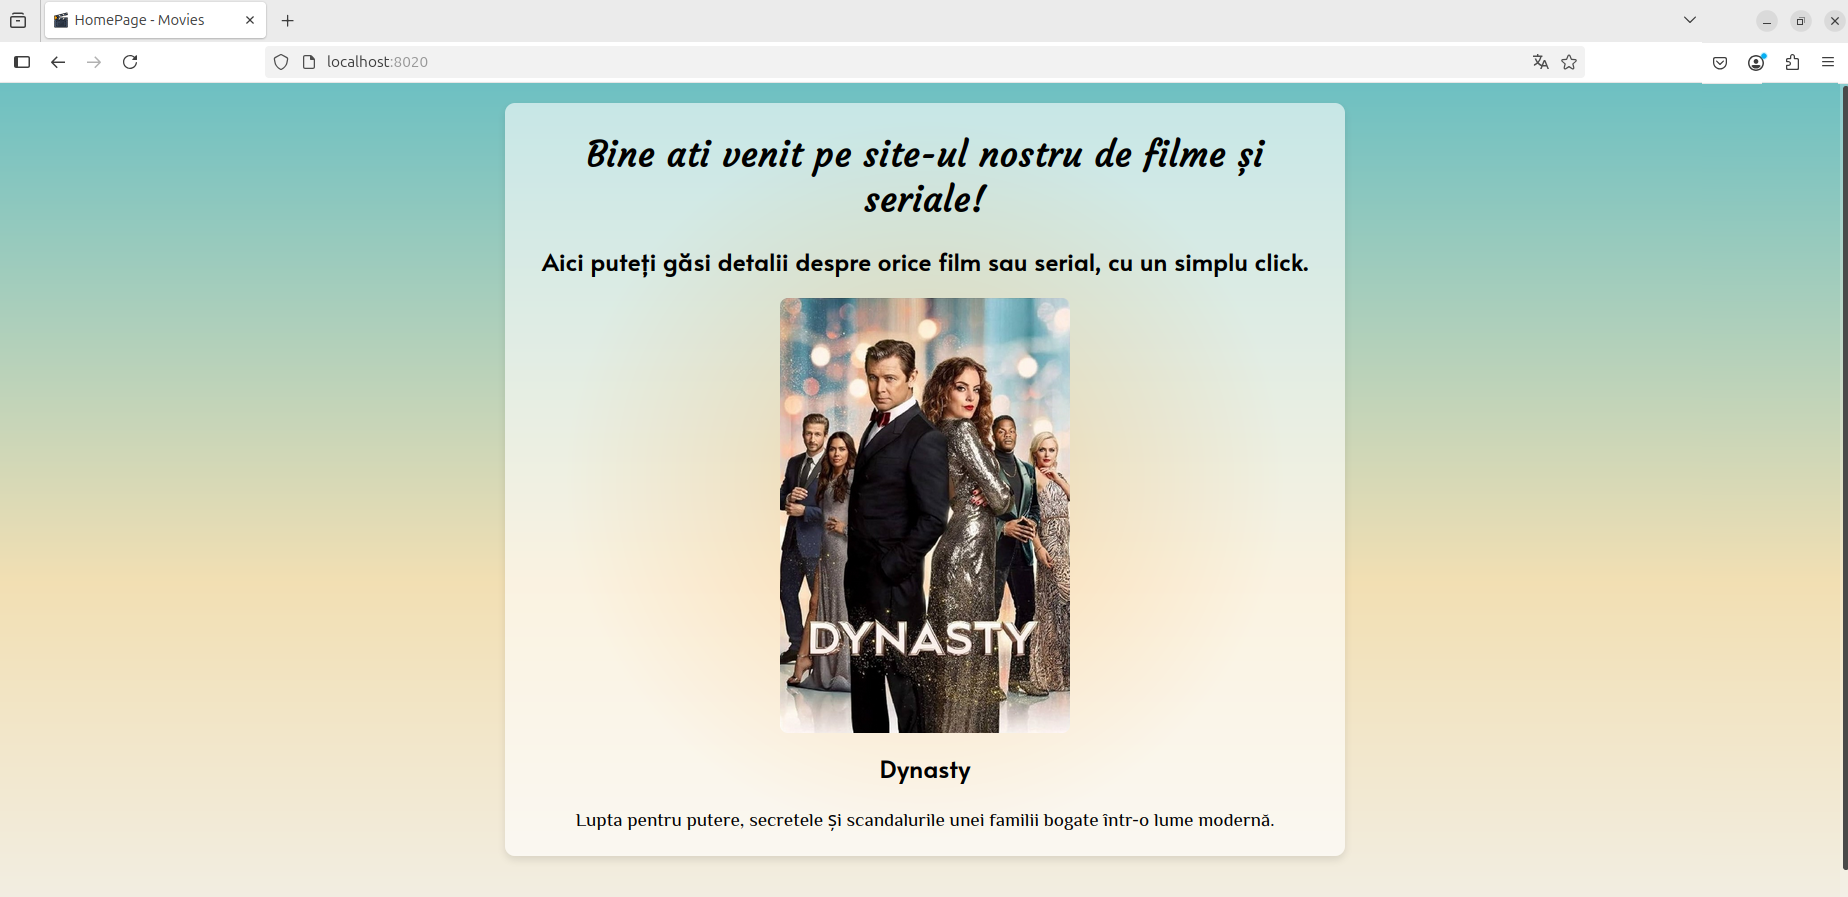 HomePage - Movies
localhost:8020
Bine ati venit pe site-ul nostru de filme și
seriale!
Aici puteți găsi detalii despre orice film sau serial, cu un simplu click.
DYNASTY
Dynasty
Lupta pentru putere, secretele și scandalurile unei familii bogate într-o lume modernă.